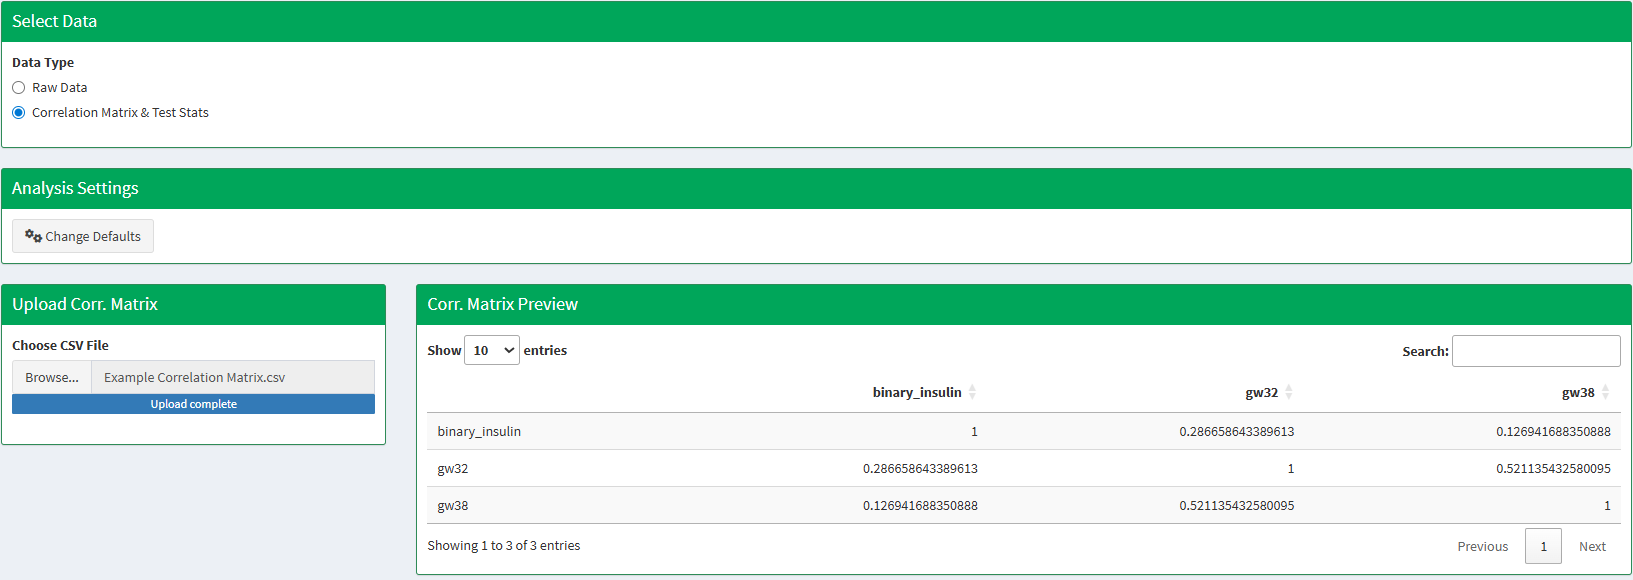 Select Data
Data Type
Raw Data
Correlation Matrix & Test Stats
Analysis Settings
Change Defaults
Upload Corr. Matrix
Choose CSV File
Browse... Example Correlation Matrix.csv
Upload complete
Corr. Matrix Preview
Show 10 entries Search:
binary_insulin gw32 gw38
binary_insulin 1 0.286658643389613 0.126941688350888
gw32 0.286658643389613 1 0.521135432580095
gw38 0.126941688350888 0.521135432580095 1
Showing 1 to 3 of 3 entries Previous 1 Next